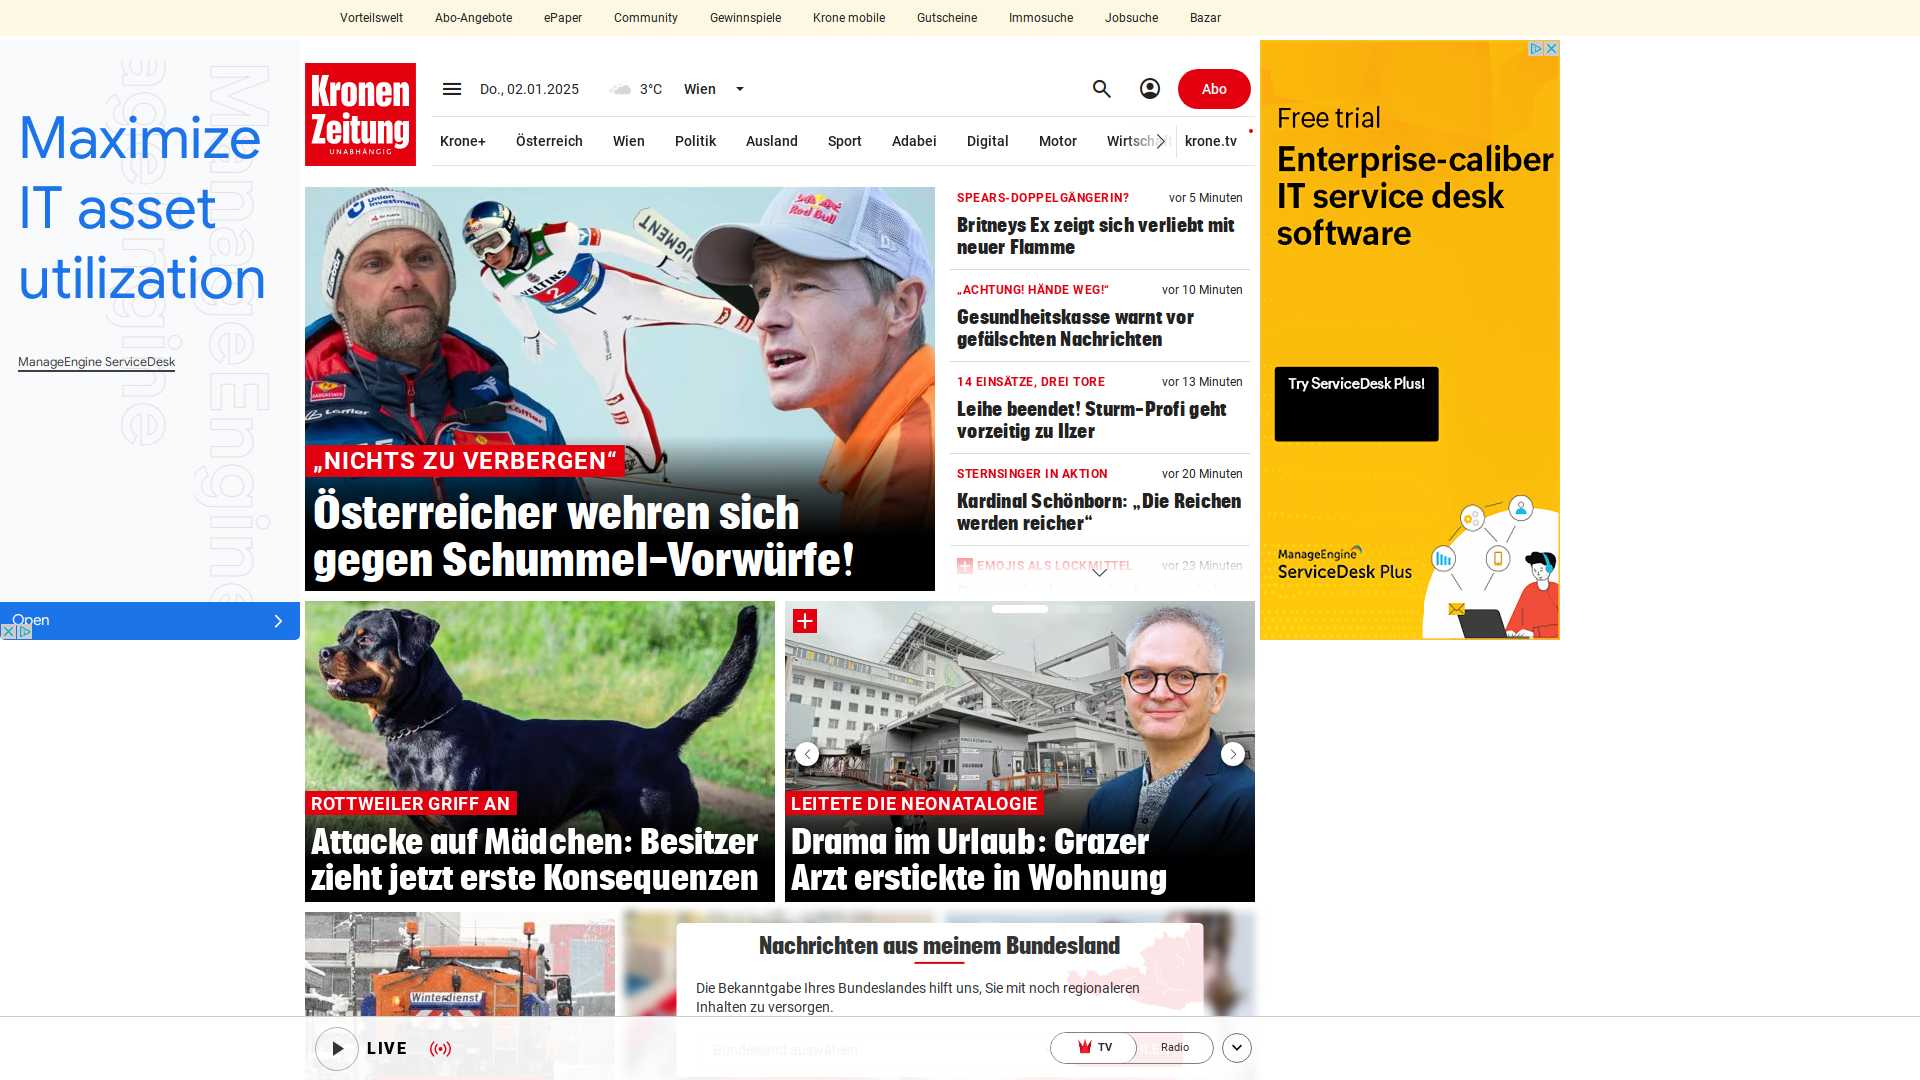 Vorteilswelt
Abo-Angebote
ePaper
Community
Gewinnspiele
Krone mobile
Gutscheine
Immosuche
Jobsuche
Bazar
Maximize
IT asset
utilization
ManageEngine ServiceDesk
ManageEngine
Open
Kronen
Zeitung
UNABHÄNGIG
Do., 02.01.2025
3°C
Wien
Abo
Krone+
Österreich
Wien
Politik
Ausland
Sport
Adabei
Digital
Motor
krone.tv
Union
Investment
Red Bull
VELTINS
2
Löffler
„NICHTS ZU VERBERGEN“
Österreicher wehren sich
gegen Schummel-Vorwürfe!
SPEARS-DOPPELGÄNGERIN?
vor 5 Minuten
Britneys Ex zeigt sich verliebt mit
neuer Flamme
„ACHTUNG! HÄNDE WEG!“
vor 10 Minuten
Gesundheitskasse warnt vor
gefälschten Nachrichten
14 EINSÄTZE, DREI TORE
vor 13 Minuten
Leihe beendet! Sturm-Profi geht
vorzeitig zu Ilzer
STERNSINGER IN AKTION
vor 20 Minuten
Kardinal Schönborn: „Die Reichen
werden reicher“
EMOJIS ALS LOCKMITTEL
vor 23 Minuten
ROTTWEILER GRIFF AN
Attacke auf Mädchen: Besitzer
zieht jetzt erste Konsequenzen
LEITETE DIE NEONATALOGIE
Drama im Urlaub: Grazer
Arzt erstickte in Wohnung
Winterdienst
Nachrichten aus meinem Bundesland
Die Bekanntgabe Ihres Bundeslandes hilft uns, Sie mit noch regionaleren
Inhalten zu versorgen.
Bundesland auswählen
LIVE
TV
Radio
Free trial
Enterprise-caliber
IT service desk
software
Try ServiceDesk Plus!
ManageEngine
ServiceDesk Plus